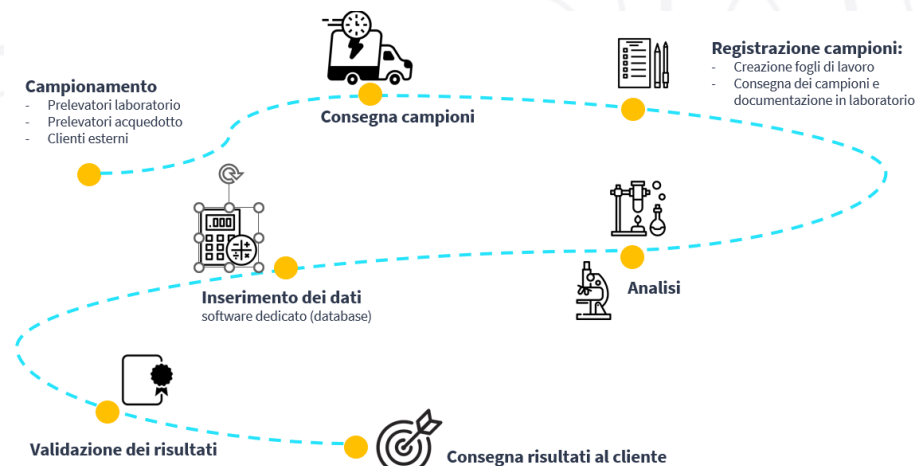 Campionamento
- Prelevatori laboratorio
- Prelevatori acquedotto
- Clienti esterni
Consegna campioni
Registrazione campioni:
- Creazione fogli di lavoro
- Consegna dei campioni e
documentazione in laboratorio
Analisi
.000
Inserimento dei dati
software dedicato (database)
Validazione dei risultati
Consegna risultati al cliente